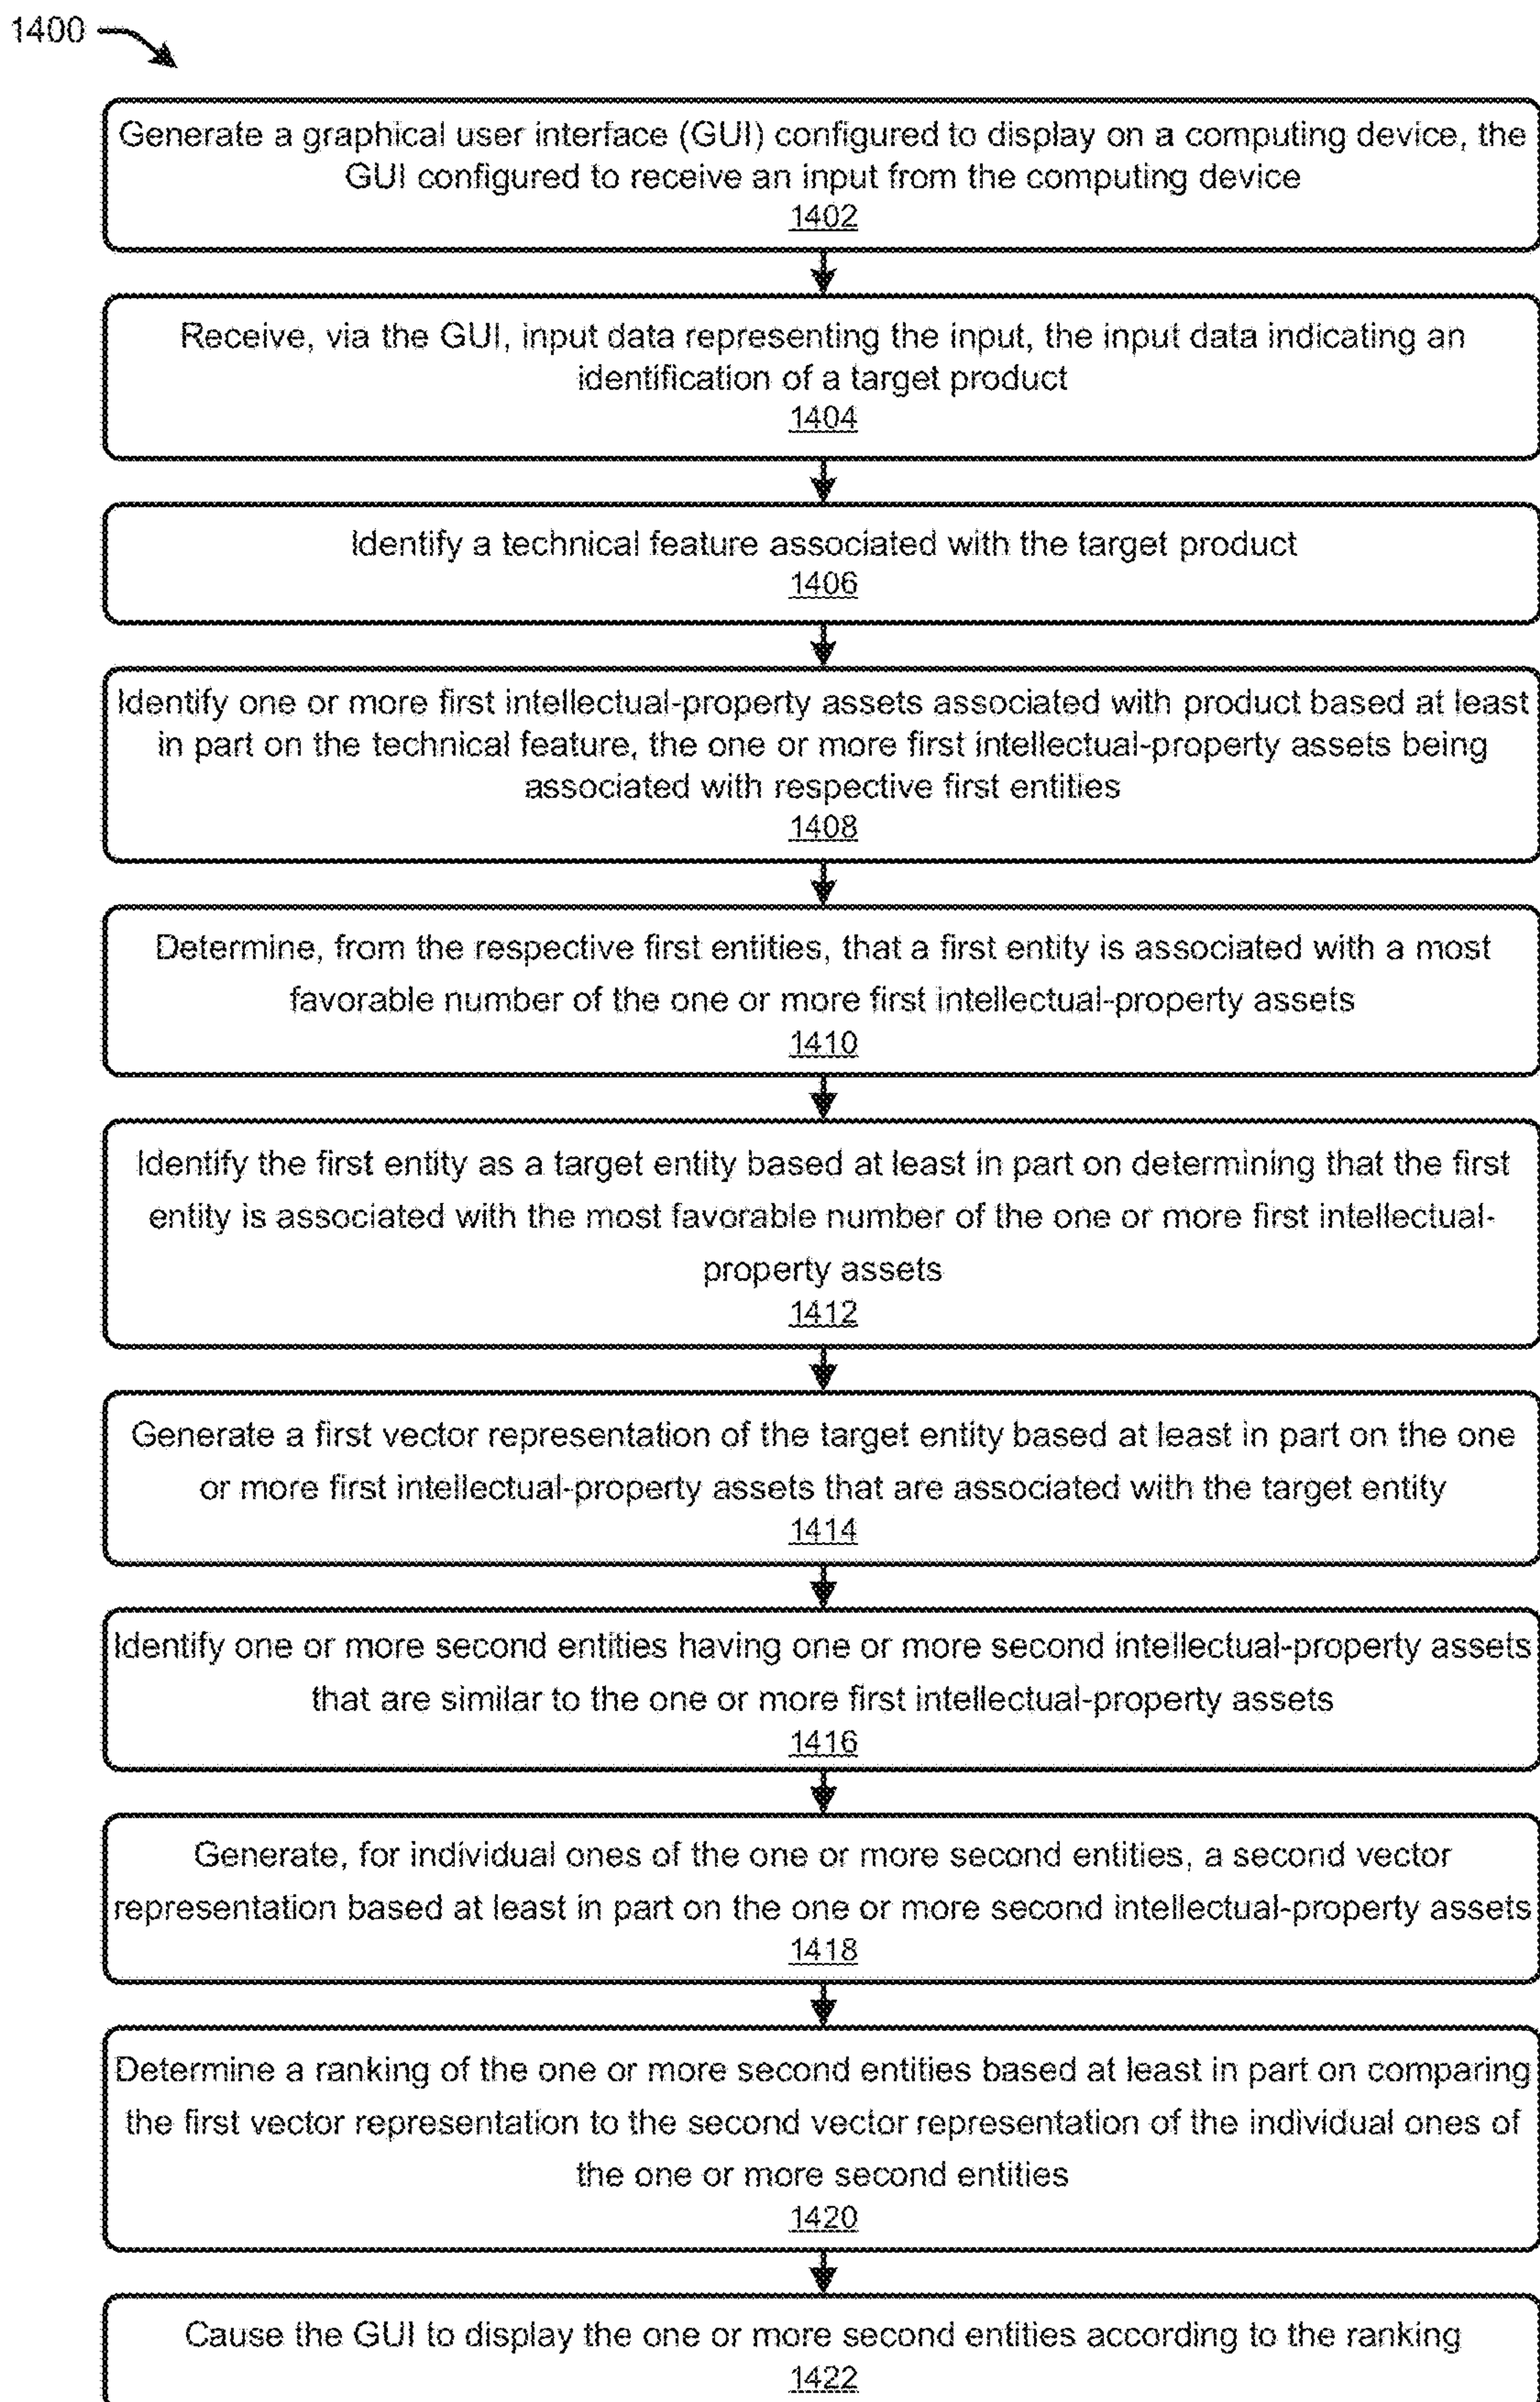 1400
Generate a graphical user interface (GUI) configured to display on a computing device, the
GUI configured to receive an input from the computing device
1402
Receive, via the GUI, input data representing the input, the input data indicating an
identification of a target product
1404
Identify a technical feature associated with the target product
1406
Identify one or more first intellectual-property assets associated with product based at least
in part on the technical feature, the one or more first intellectual-property assets being
associated with respective first entities
1408
Determine, from the respective first entities, that a first entity is associated with a most
favorable number of the one or more first intellectual-property assets
1410
Identify the first entity as a target entity based at least in part on determining that the first
entity is associated with the most favorable number of the one or more first intellectual-
property assets
1412
Generate a first vector representation of the target entity based at least in part on the one
or more first intellectual-property assets that are associated with the target entity
1414
Identify one or more second entities having one or more second intellectual-property assets
that are similar to the one or more first intellectual-property assets
1416
Generate, for individual ones of the one or more second entities, a second vector
representation based at least in part on the one or more second intellectual-property assets
1418
Determine a ranking of the one or more second entities based at least in part on comparing
the first vector representation to the second vector representation of the individual ones of
the one or more second entities
1420
Cause the GUI to display the one or more second entities according to the ranking
1422